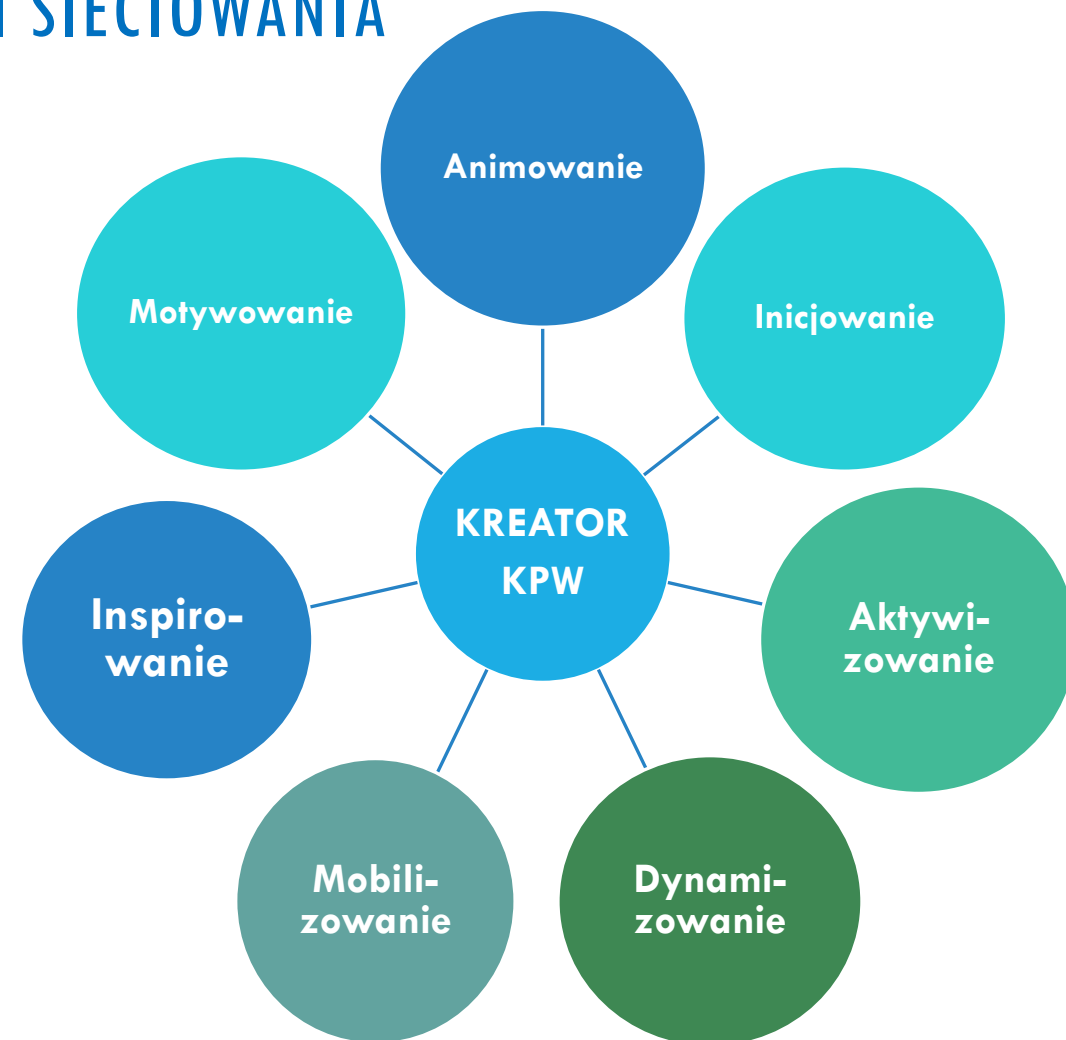 SIECIOWANIA
Animowanie
Motywowanie
Inicjowanie
KREATOR
KPW
Inspiro-
wanie
Aktywi-
zowanie
Mobili-
zowanie
Dynami-
zowanie